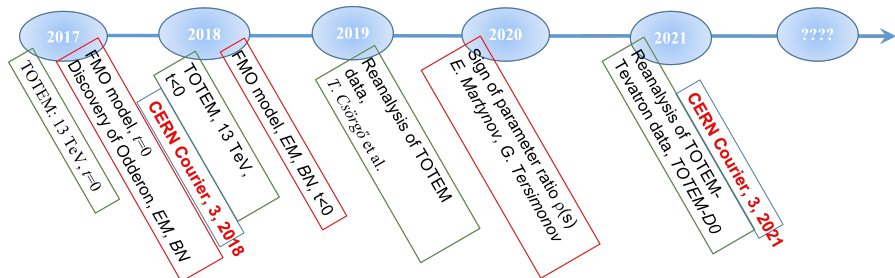 2017
2018
2019
2020
2021
????
TOTEM: 13 TeV, t=0
FMO model, t=0
Discovery of Odderon, EM, BN
CERN Courier, 3, 2018
TOTEM, 13 TeV,
t<0
FMO model, EM, BN, t<0
Reanalysis of TOTEM
data,
T. Csörgő et al.
Sign of parameter ratio ρ(s)
E. Martynov, G. Tersimonov
Reanalysis of TOTEM-
Tevatron data, TOTEM-D0
CERN Courier, 3, 2021